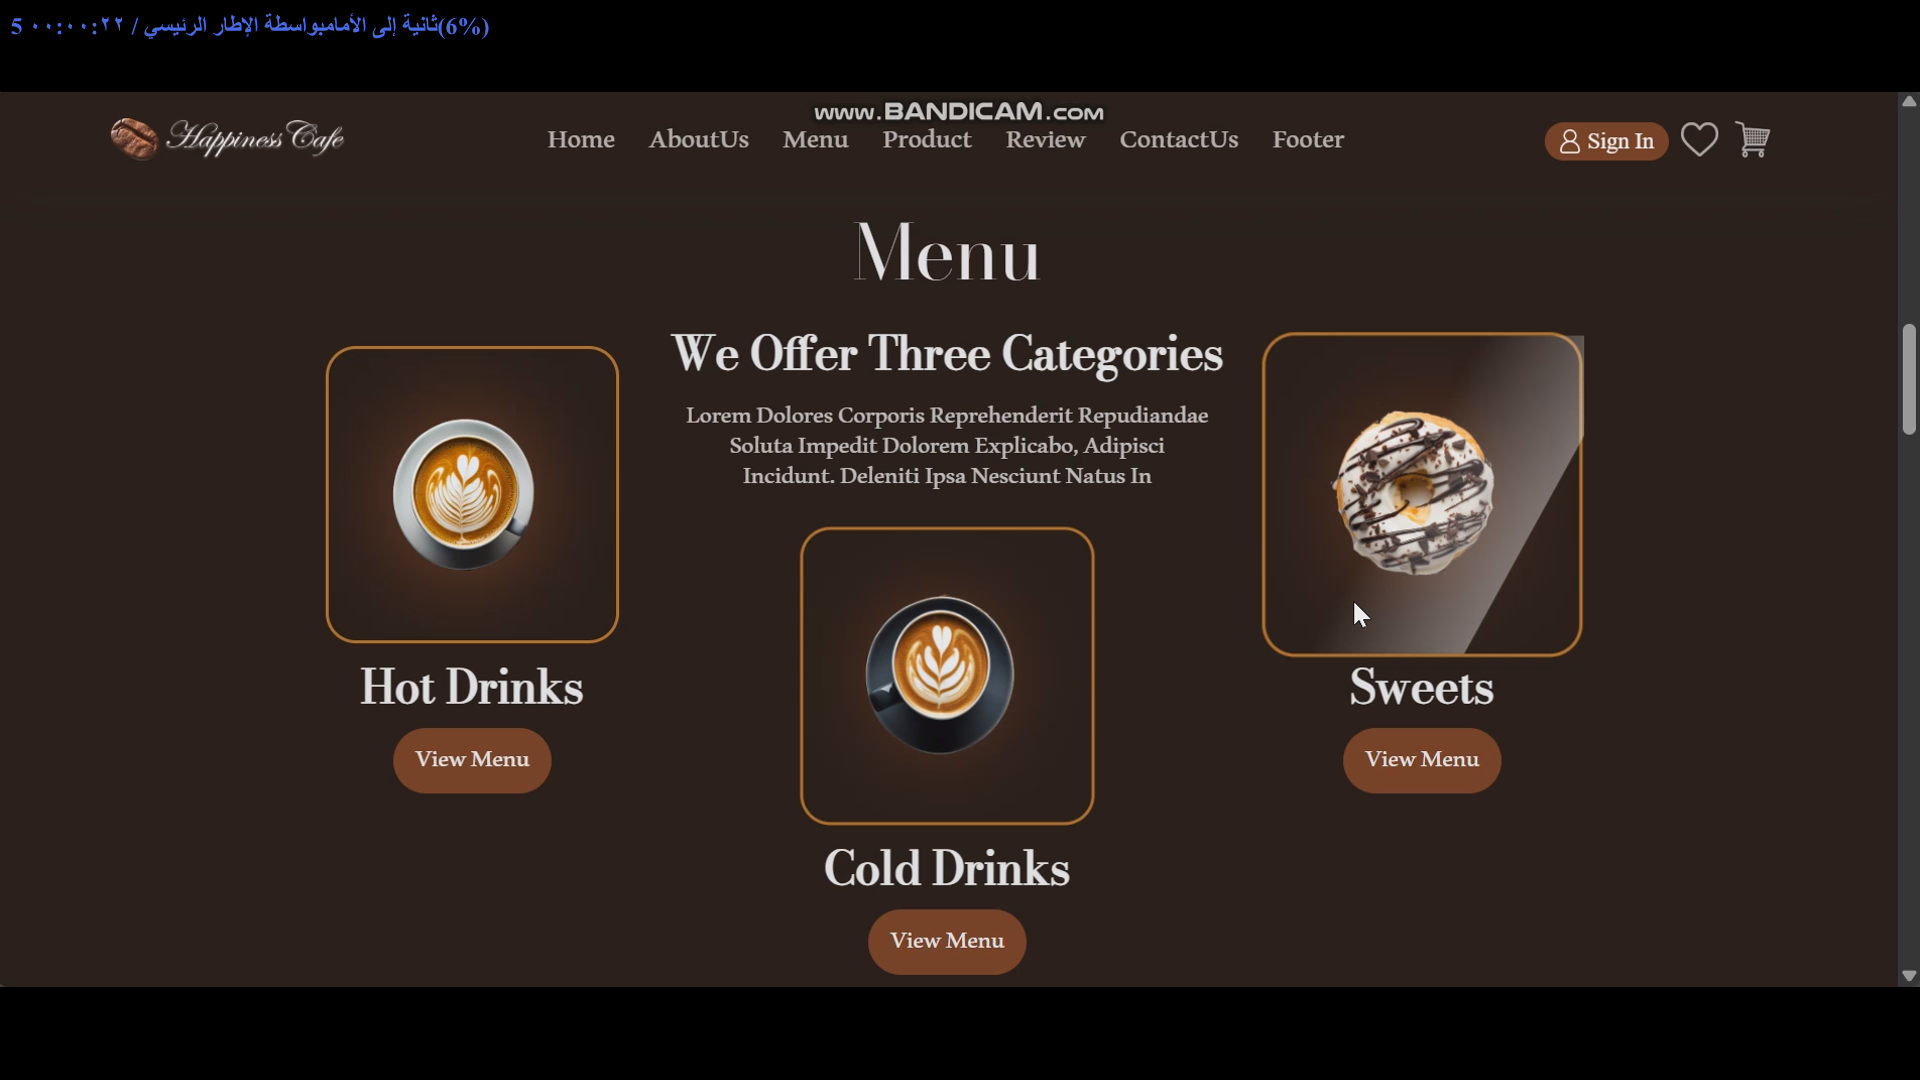 5 ثانية إلى الأمامبواسطة الإطار الرئيسي / ٠٠:٠٠:٢٢ (6%)
www.BANDICAM.com
Happiness Cafe
Home AboutUs Menu Product Review ContactUs Footer
Sign In
Menu
We Offer Three Categories
Lorem Dolores Corporis Reprehenderit Repudiandae
Soluta Impedit Dolorem Explicabo, Adipisci
Incidunt. Deleniti Ipsa Nesciunt Natus In
Hot Drinks
View Menu
Cold Drinks
View Menu
Sweets
View Menu